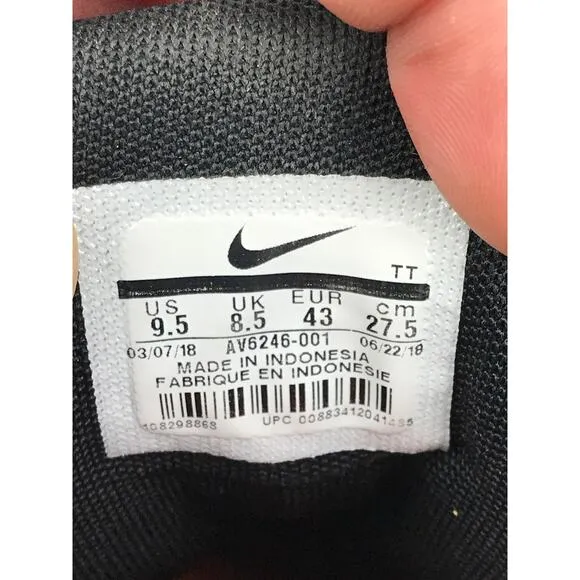 TT
US UK EUR cm
9.5 8.5 43 27.5
03/07/18 AV6246-001 06/22/18
MADE IN INDONESIA
FABRIQUE EN INDONESIE
108298868 UPC